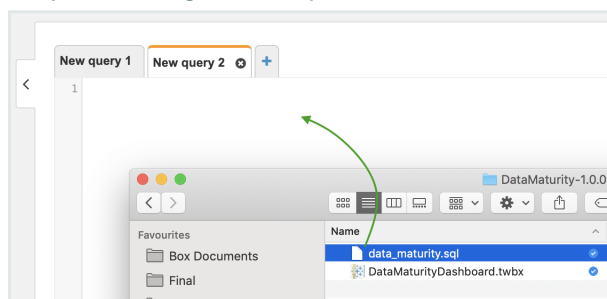 New query 1
New query 2
1
DataMaturity-1.0.0
Favourites
Name
Box Documents
data_maturity.sql
Final
DataMaturityDashboard.twbx